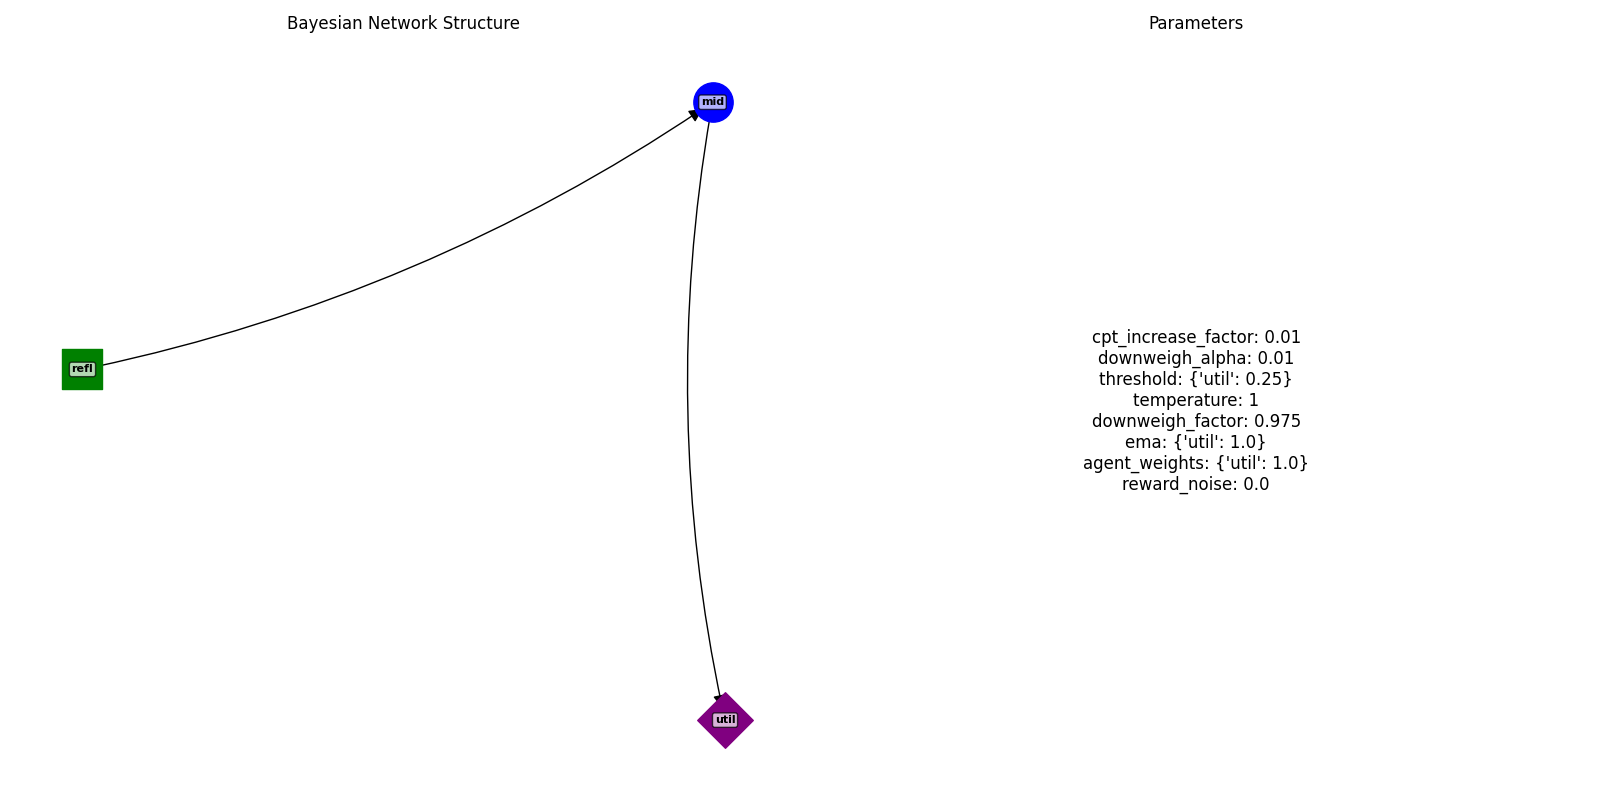 Bayesian Network Structure
Parameters
mid
refl
util
cpt_increase_factor: 0.01
downweigh_alpha: 0.01
threshold: {'util': 0.25}
temperature: 1
downweigh_factor: 0.975
ema: {'util': 1.0}
agent_weights: {'util': 1.0}
reward_noise: 0.0